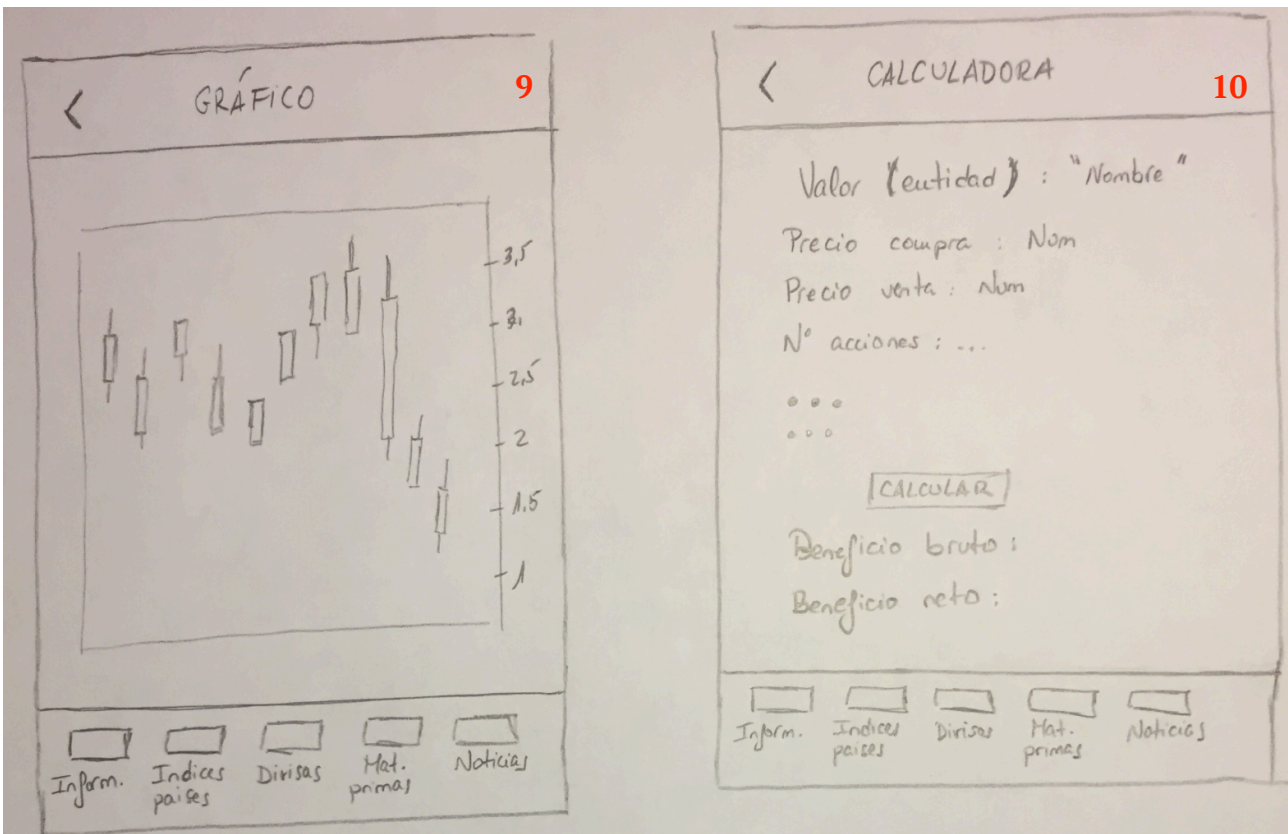 < GRÁFICO 9
3,5
3,
2,5
2
1.5
1
Inform. Indices países Divisas Mat. primas Noticias
< CALCULADORA 10
Valor (entidad) : "Nombre"
Precio compra : Num
Precio venta : Num
Nº acciones : ...
...
...
CALCULAR
Beneficio bruto :
Beneficio neto :
Inform. Indices países Divisas Mat. primas Noticias